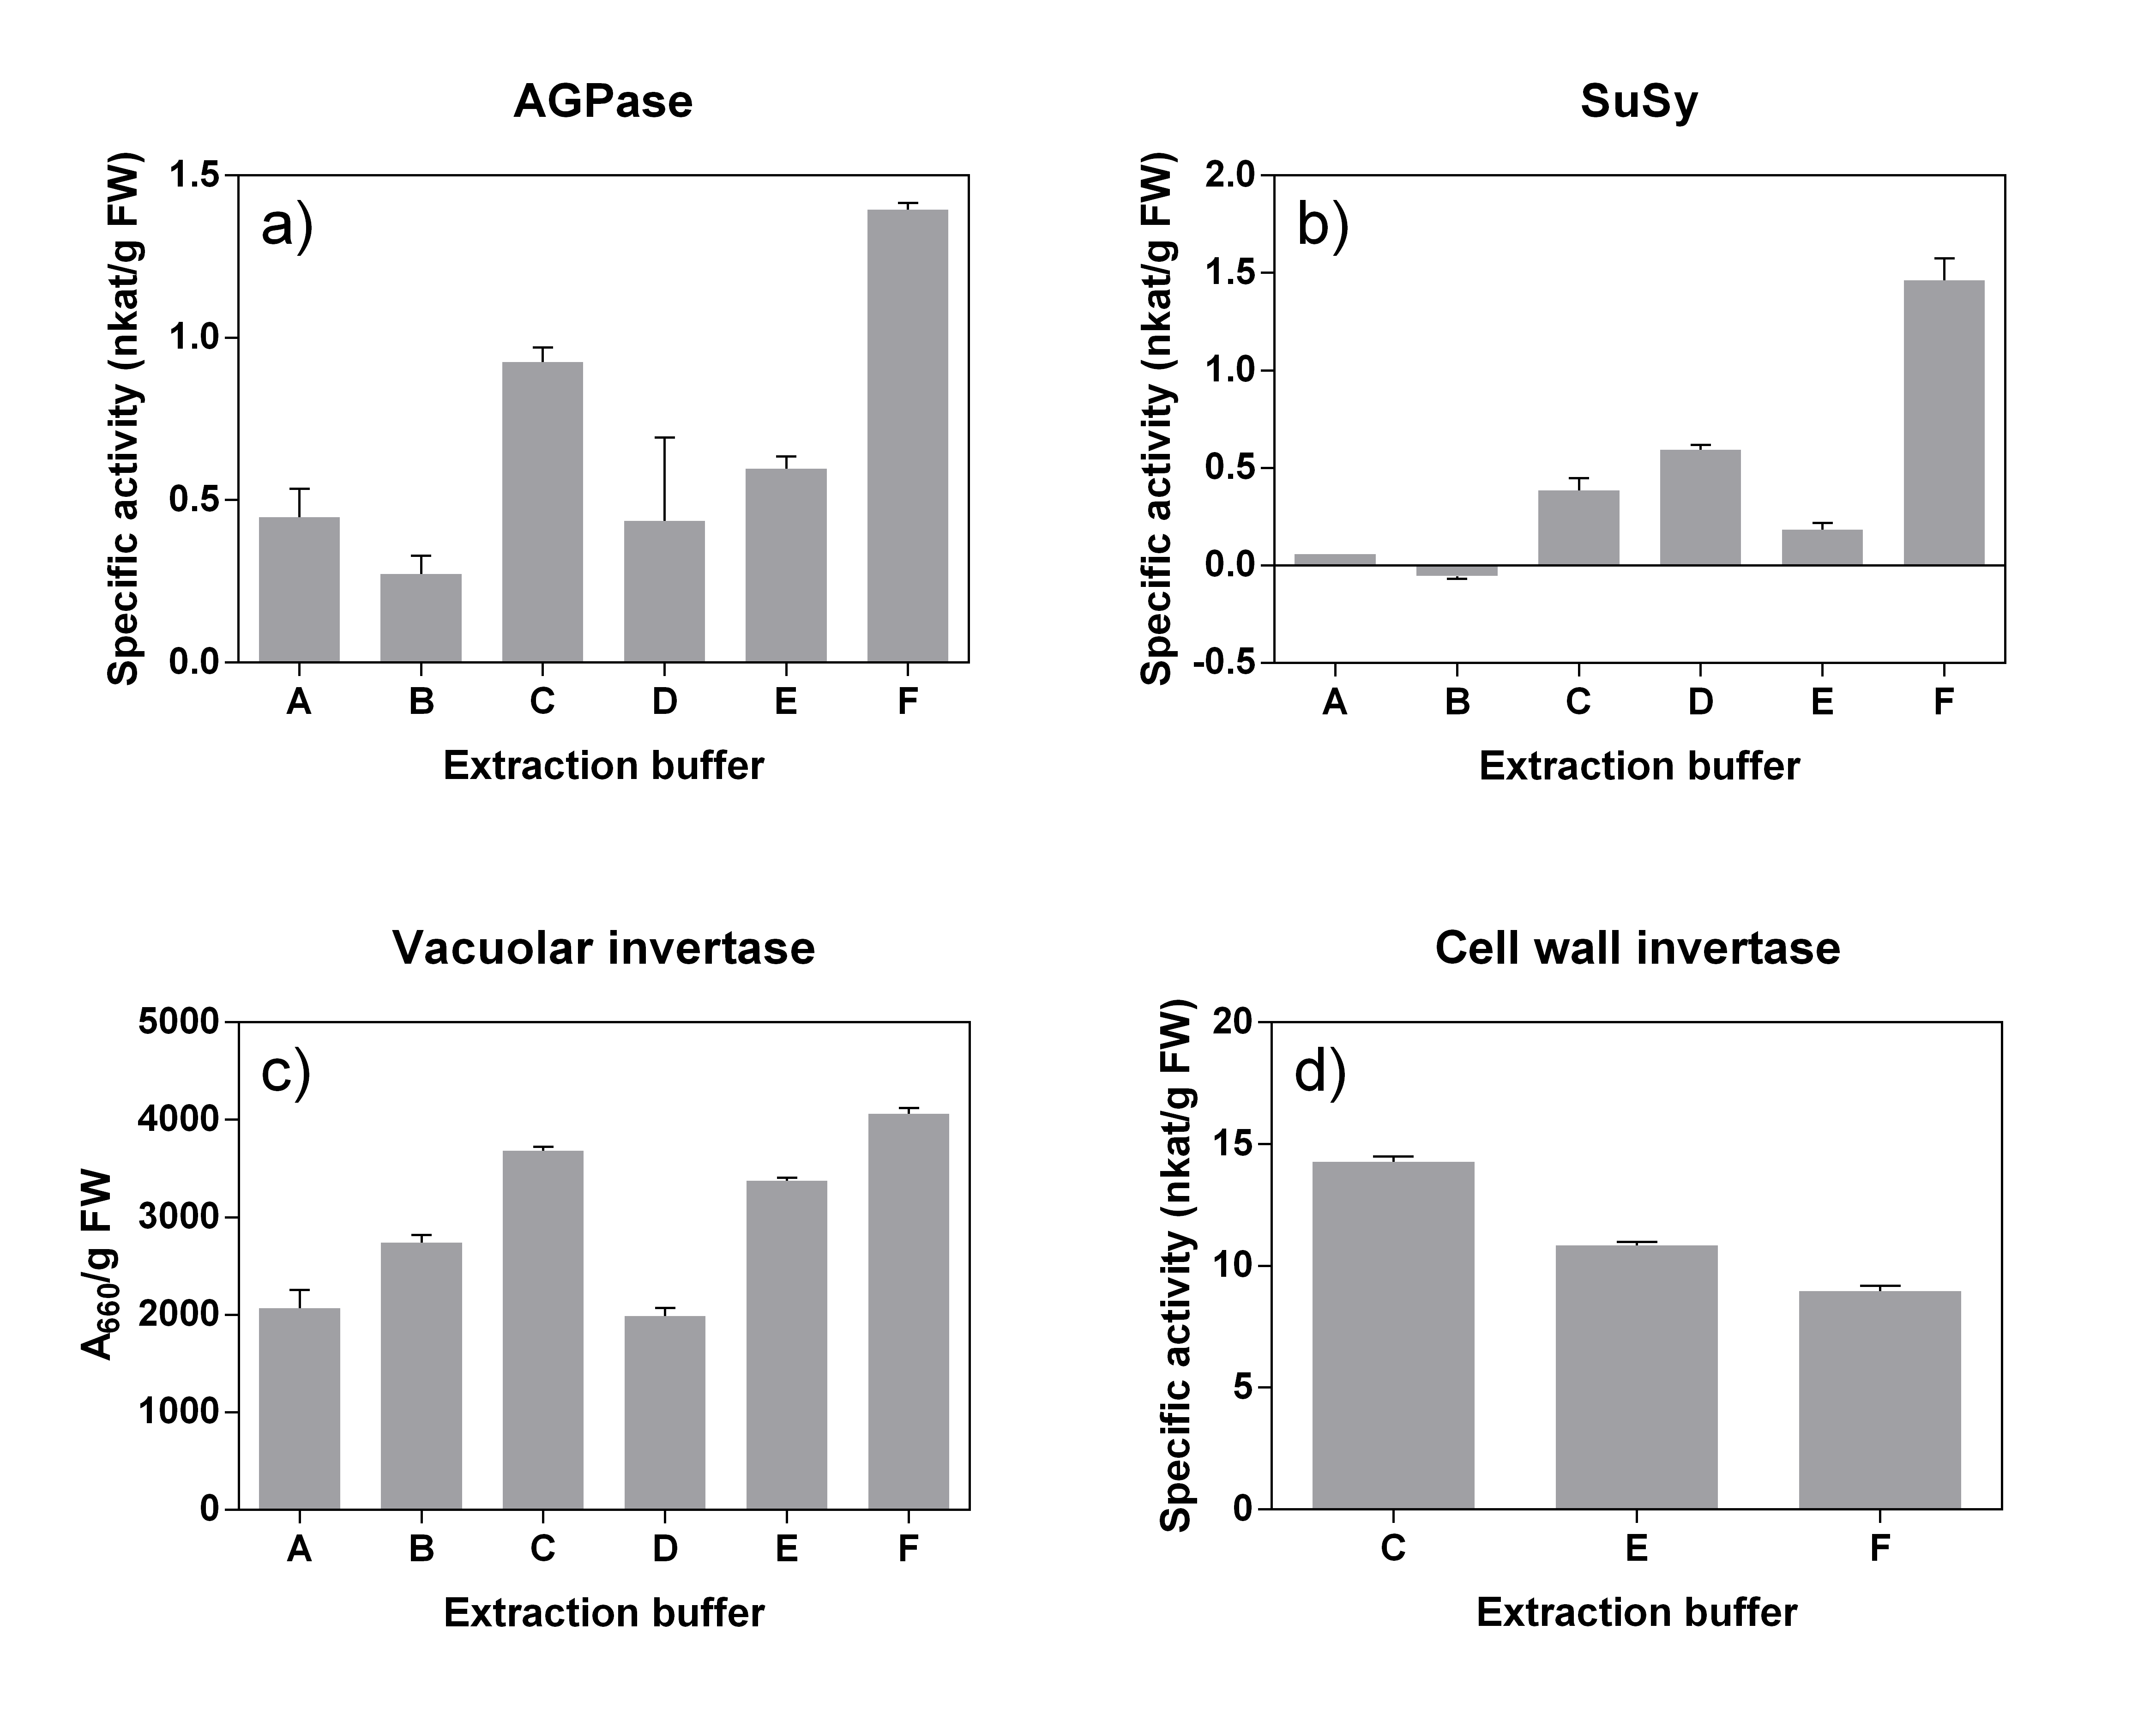 AGPase
a)
Specific activity (nkat/g FW)
1.5
1.0
0.5
0.0
A B C D E F
Extraction buffer
SuSy
b)
Specific activity (nkat/g FW)
2.0
1.5
1.0
0.5
0.0
-0.5
A B C D E F
Extraction buffer
Vacuolar invertase
c)
A660/g FW
5000
4000
3000
2000
1000
0
A B C D E F
Extraction buffer
Cell wall invertase
d)
Specific activity (nkat/g FW)
20
15
10
5
0
C E F
Extraction buffer